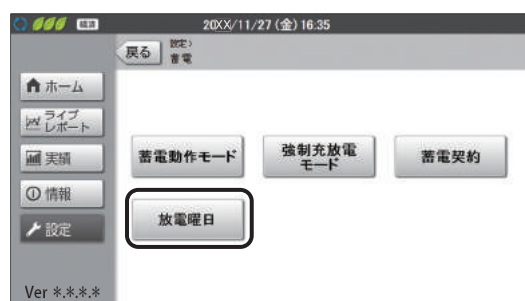 経済
20XX/11/27 (金) 16:35
戻る
設定〉
蓄電
ホーム
ライブ
レポート
実績
情報
設定
蓄電動作モード
強制充放電
モード
蓄電契約
放電曜日
Ver *.*.*.*